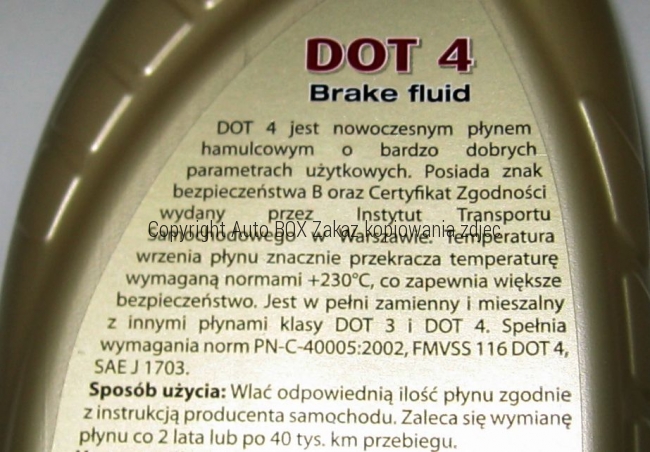 DOT 4
Brake fluid
DOT 4 jest nowoczesnym płynem
hamulcowym o bardzo dobrych
parametrach użytkowych. Posiada znak
bezpieczeństwa B oraz Certyfikat Zgodności
wydany przez Instytut Transportu
Copyright Auto BOX Zakaz kopiowania zdjec
Samochodowego w Warszawie. Temperatura
wrzenia płynu znacznie przekracza temperaturę
wymaganą normami +230°C, co zapewnia większe
bezpieczeństwo. Jest w pełni zamienny i mieszalny
z innymi płynami klasy DOT 3 i DOT 4. Spełnia
wymagania norm PN-C-40005:2002, FMVSS 116 DOT 4,
SAE J 1703.
Sposób użycia: Wlać odpowiednią ilość płynu zgodnie
z instrukcją producenta samochodu. Zaleca się wymianę
płynu co 2 lata lub po 40 tys. km przebiegu.